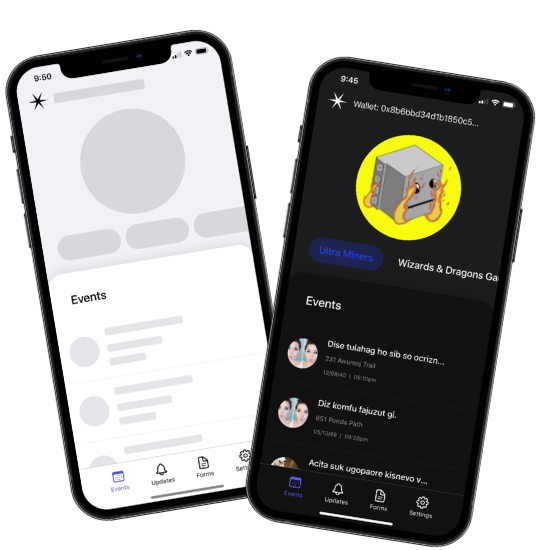 9:50
Events
Events
Updates
Forms
Setti
9:45
Wallet: 0x8b6bbd34d1b1850c5...
Ultra Miners
Wizards & Dragons Ga
Events
Dise tulahag ho sib so ocrizn...
231 Awumoj Trail
12/08/40 | 05:10pm
Diz komfu fajuzut gi.
651 Ponda Path
05/12/49 | 09:25pm
Acita suk ugopaore kisnevo v...
Events
Updates
Forms
Settings